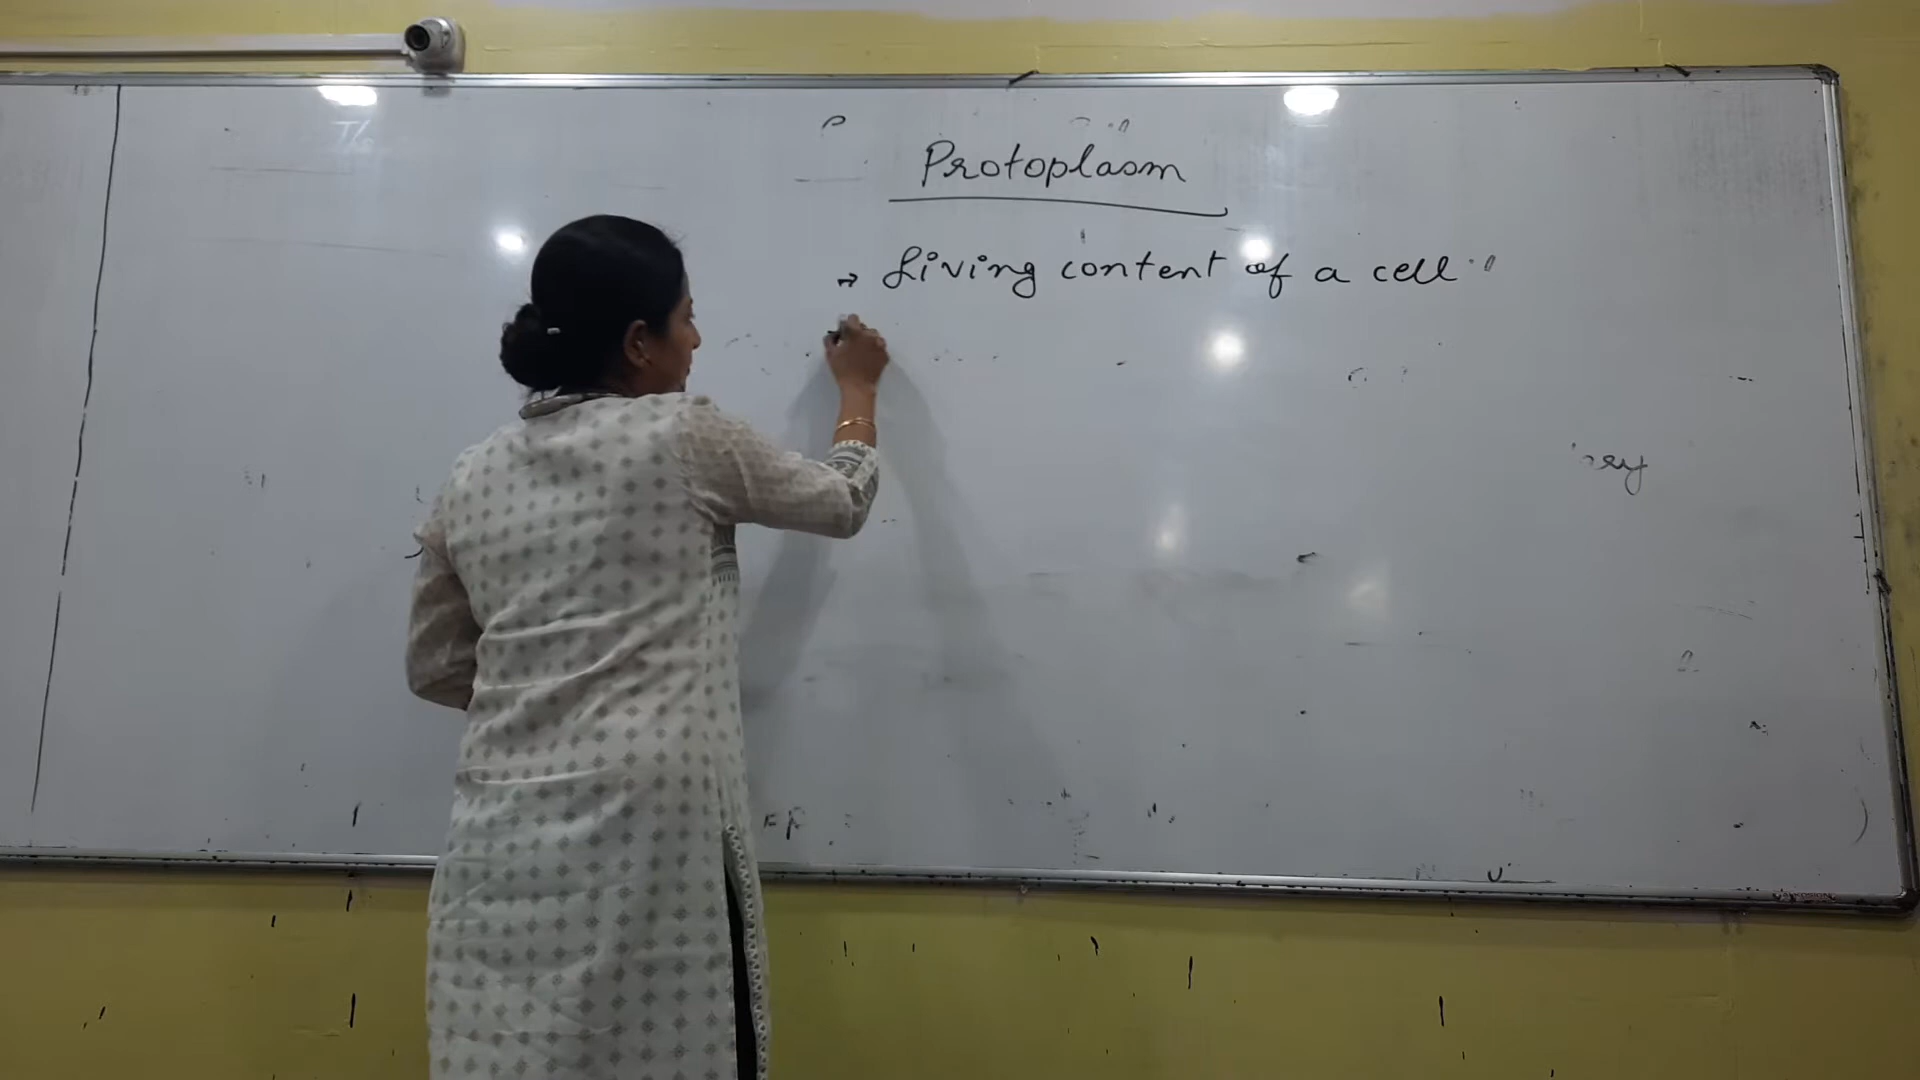 Protoplasm
→ Living content of a cell.